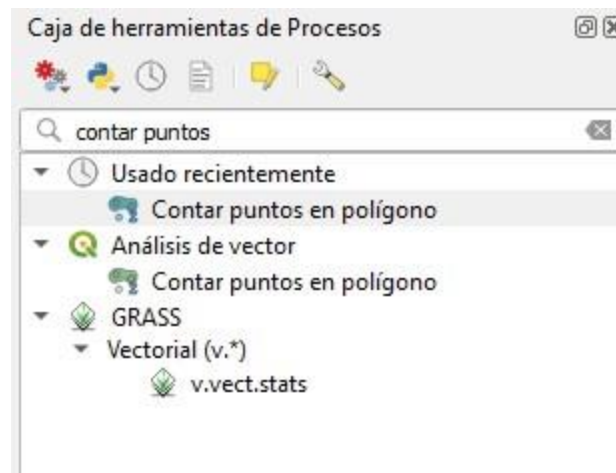 Caja de herramientas de Procesos
contar puntos
Usado recientemente
Contar puntos en polígono
Análisis de vector
Contar puntos en polígono
GRASS
Vectorial (v.*)
v.vect.stats